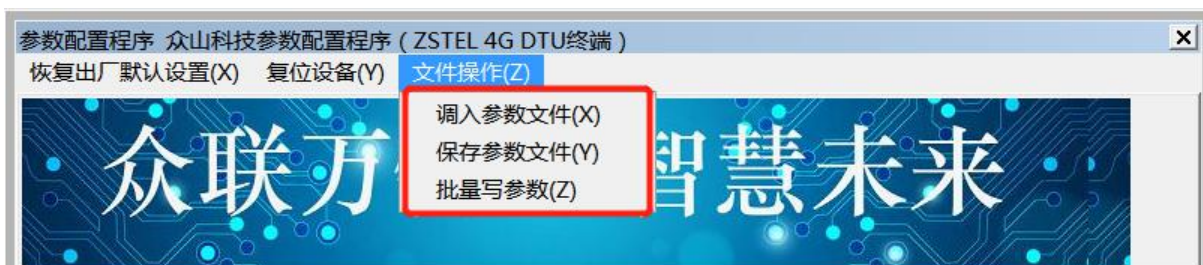 参数配置程序 众山科技参数配置程序 ( ZSTEL 4G DTU终端 )
恢复出厂默认设置(X) 复位设备(Y) 文件操作(Z)
调入参数文件(X)
保存参数文件(Y)
批量写参数(Z)
众联万 智慧未来